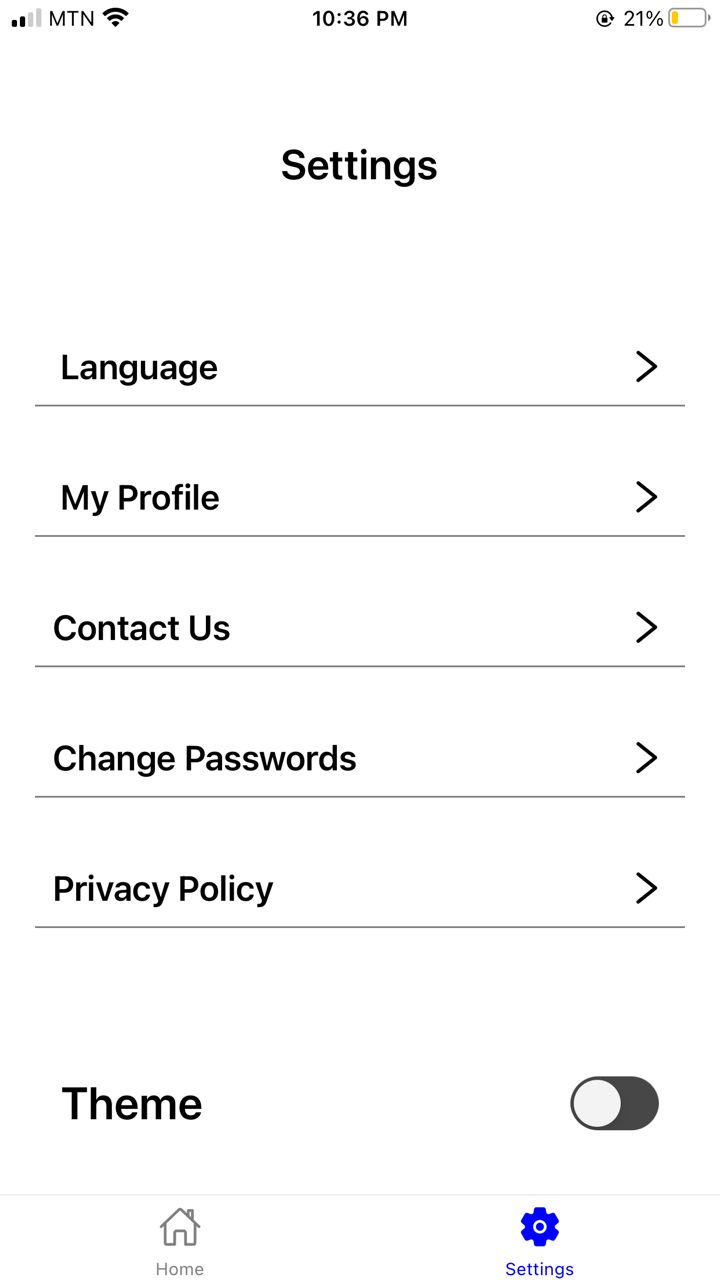 MTN 10:36 PM 21%
Settings
Language
My Profile
Contact Us
Change Passwords
Privacy Policy
Theme
Home Settings